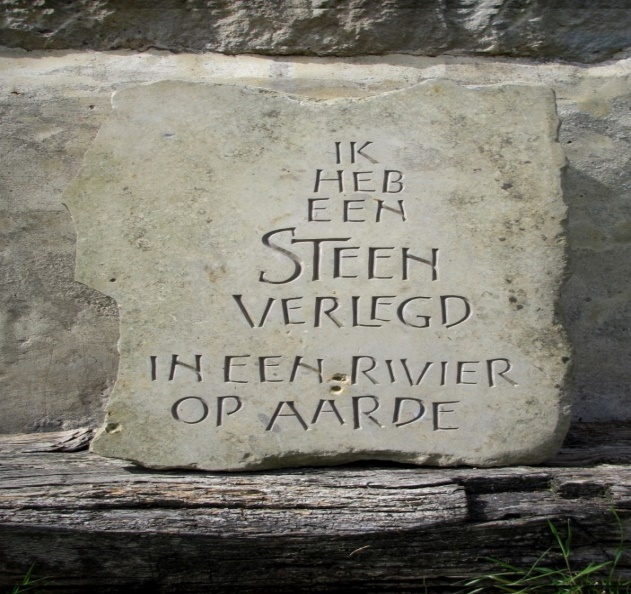 IK
HEB
EEN
STEEN
VERLEGD
IN EEN RIVIER
OP AARDE